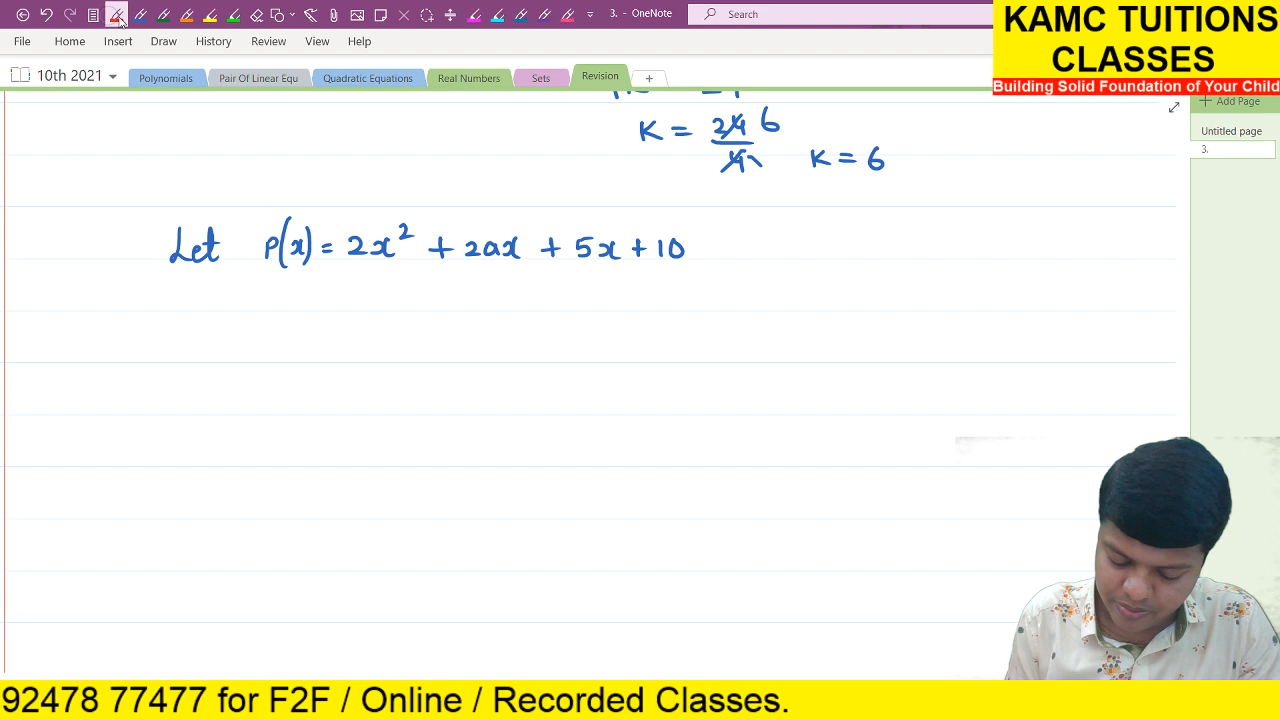 3. - OneNote
Search
KAMC TUITIONS
CLASSES
Building Solid Foundation of Your Child
File Home Insert Draw History Review View Help
10th 2021 Polynomials Pair Of Linear Equ Quadratic Equations Real Numbers Sets Revision +
+ Add Page
Untitled page
3.
K = 24/4 6
K = 6
Let P(x) = 2x² + 2ax + 5x + 10
92478 77477 for F2F / Online / Recorded Classes.